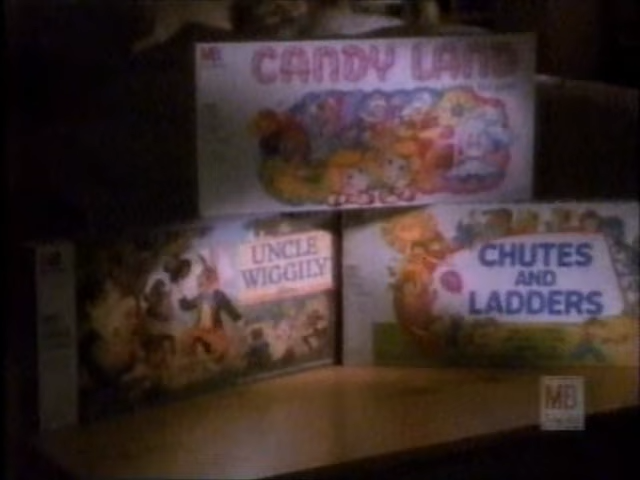 MB
CANDY LAND
UNCLE
WIGGILY
CHUTES
AND
LADDERS
MB